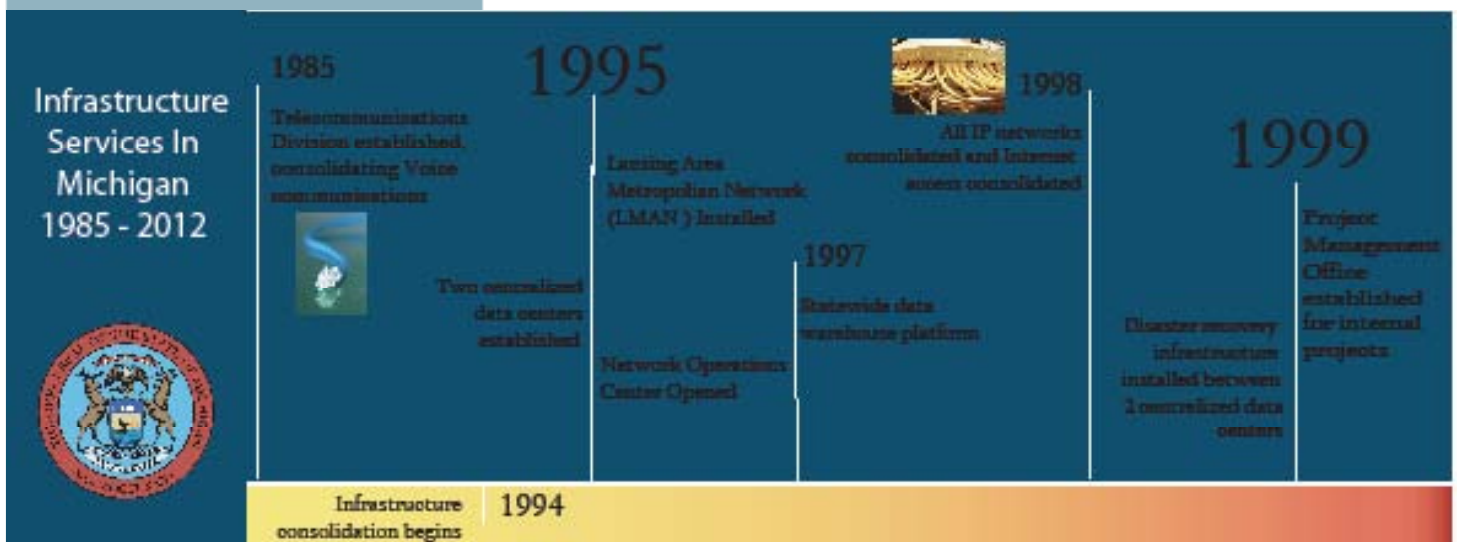 Infrastructure
Services In
Michigan
1985 - 2012
1985
Telecommunications
Division established,
consolidating Voice
communications
1995
Lansing Area
Metropolian Network
(LMAN ) Installed
Two centralized
data centers
established
Network Operations
Center Opened
1997
Statewide data
warehouse platform
1998
All IP networks
consolidated and Internet
access consolidated
1999
Project
Management
Office
established
for internal
projects
Disaster recovery
infrastructure
installed between
2 centralized data
centers
Infrastructure
consolidation begins
1994